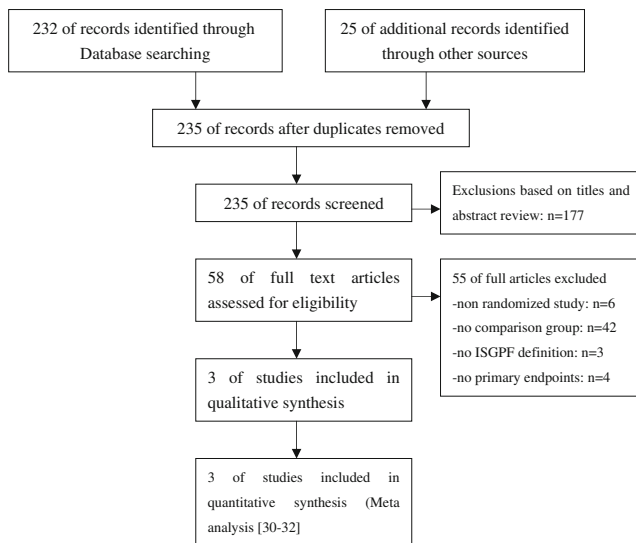 232 of records identified through
Database searching
25 of additional records identified
through other sources
235 of records after duplicates removed
235 of records screened
Exclusions based on titles and
abstract review: n=177
58 of full text articles
assessed for eligibility
55 of full articles excluded
-non randomized study: n=6
-no comparison group: n=42
-no ISGPF definition: n=3
-no primary endpoints: n=4
3 of studies included in
qualitative synthesis
3 of studies included in
quantitative synthesis (Meta
analysis [30-32]